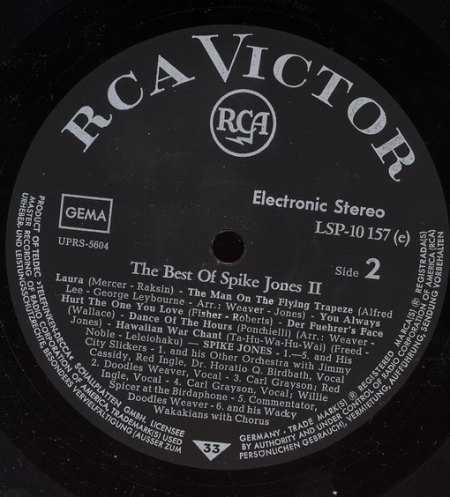 RCA VICTOR
RCA
GEMA
UPRS-5604
Electronic Stereo
LSP-10 157 (e)
The Best Of Spike Jones II
Side 2
Laura (Mercer - Raksin) - The Man On The Flying Trapeze (Alfred
Lee - George Leybourne - Arr.: Weaver - Jones) - You Always
Hurt The One You Love (Fisher - Roberts) - Der Fuehrer's Face
(Wallace) - Dance Of The Hours (Ponchielli) (Arr.: Weaver -
Jones) - Hawaiian War Chant (Ta-Hu-Wa-Hu-Wai) (Freed -
Noble - Leleiohaku) — SPIKE JONES - 1.—5. and His
City Slickers - 1. and his Other Orchestra with Jimmy
Cassidy, Red Ingle, Dr. Horatio Q. Birdbath, Vocal
2. Doodles Weaver, Vocal - 3. Carl Grayson; Red
Ingle, Vocal - 4. Carl Grayson, Vocal; Willie
Spicer at the Birdaphone - 5. Commentator,
Doodles Weaver - 6. and his Wacky
Wakakians with Chorus
33
PRODUCT OF TELDEC »TELEFUNKEN-DECCA« SCHALLPLATTEN GMBH. LICENSEE
MASTER RECORDING OF RADIO CORPORATION OF AMERICA, TRADEMARK(S) USED
URHEBER- UND LEISTUNGSSCHUTZRECHTSBESONDERS VERVIELFÄLTIGUNG (AUSSER ZUM
GERMANY · TRADE MARK(S) ® REGISTERED. MARCA(S) ® REGISTRADA(S)
BY AUTHORITY AND UNDER CONTROL OF RADIO CORPORATION OF AMERICA (RCA)
PERSÖNLICHEN GEBRAUCH), VERMIETUNG, AUFFÜHRUNG, SENDUNG VORBEHALTEN